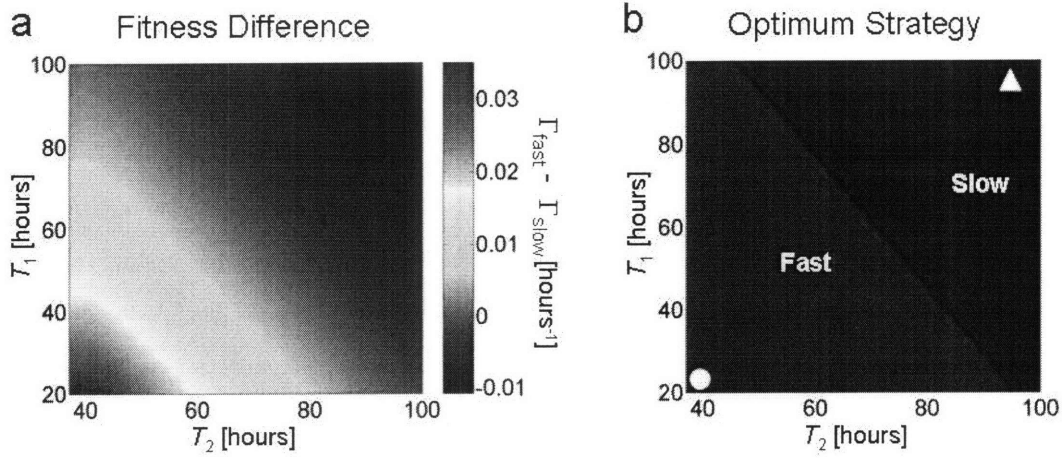 a Fitness Difference
100
80
60
40
20
T1 [hours]
40 60 80 100
T2 [hours]
0.03
0.02
0.01
0
-0.01
Γfast - Γslow [hours-1]
b Optimum Strategy
100
80
60
40
20
T1 [hours]
Slow
Fast
40 60 80 100
T2 [hours]